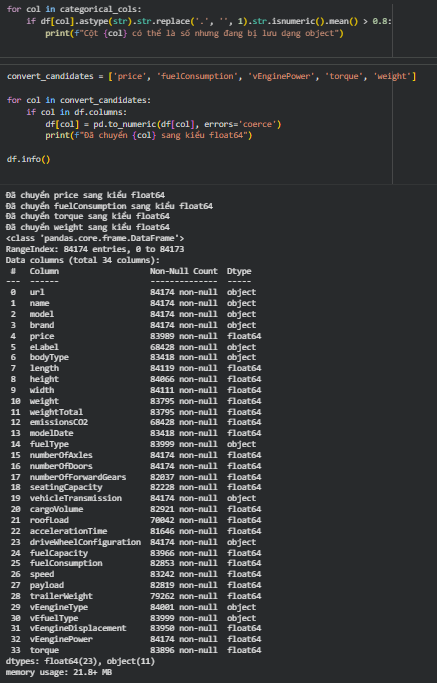 for col in categorical_cols:
    if df[col].astype(str).str.replace('.', '', 1).str.isnumeric().mean() > 0.8:
        print(f"Cột {col} có thể là số nhưng đang bị lưu dạng object")
convert_candidates = ['price', 'fuelConsumption', 'vEnginePower', 'torque', 'weight']
for col in convert_candidates:
    if col in df.columns:
        df[col] = pd.to_numeric(df[col], errors='coerce')
        print(f"Đã chuyển {col} sang kiểu float64")
df.info()
Đã chuyển price sang kiểu float64
Đã chuyển fuelConsumption sang kiểu float64
Đã chuyển vEnginePower sang kiểu float64
Đã chuyển torque sang kiểu float64
Đã chuyển weight sang kiểu float64
<class 'pandas.core.frame.DataFrame'>
RangeIndex: 84174 entries, 0 to 84173
Data columns (total 34 columns):
 #   Column                   Non-Null Count  Dtype
---  ------                   --------------  -----
 0   url                      84174 non-null  object
 1   name                     84174 non-null  object
 2   model                    84174 non-null  object
 3   brand                    84174 non-null  object
 4   price                    83989 non-null  float64
 5   eLabel                   68428 non-null  object
 6   bodyType                 83418 non-null  object
 7   length                   84119 non-null  float64
 8   height                   84066 non-null  float64
 9   width                    84111 non-null  float64
 10  weight                   83795 non-null  float64
 11  weightTotal              83795 non-null  float64
 12  emissionsCO2             68428 non-null  float64
 13  modelDate                83418 non-null  float64
 14  fuelType                 83999 non-null  object
 15  numberOfAxles            84174 non-null  float64
 16  numberOfDoors            84174 non-null  float64
 17  numberOfForwardGears     82037 non-null  float64
 18  seatingCapacity          82228 non-null  float64
 19  vehicleTransmission      84174 non-null  object
 20  cargoVolume              82921 non-null  float64
 21  roofLoad                 70042 non-null  float64
 22  accelerationTime         81646 non-null  float64
 23  driveWheelConfiguration  84174 non-null  object
 24  fuelCapacity             83966 non-null  float64
 25  fuelConsumption          82853 non-null  float64
 26  speed                    83242 non-null  float64
 27  payload                  82819 non-null  float64
 28  trailerWeight            79262 non-null  float64
 29  vEengineType             84001 non-null  object
 30  vEfuelType               83999 non-null  object
 31  vEengineDisplacement     83950 non-null  float64
 32  vEenginePower            84174 non-null  float64
 33  torque                   83896 non-null  float64
dtypes: float64(23), object(11)
memory usage: 21.8+ MB